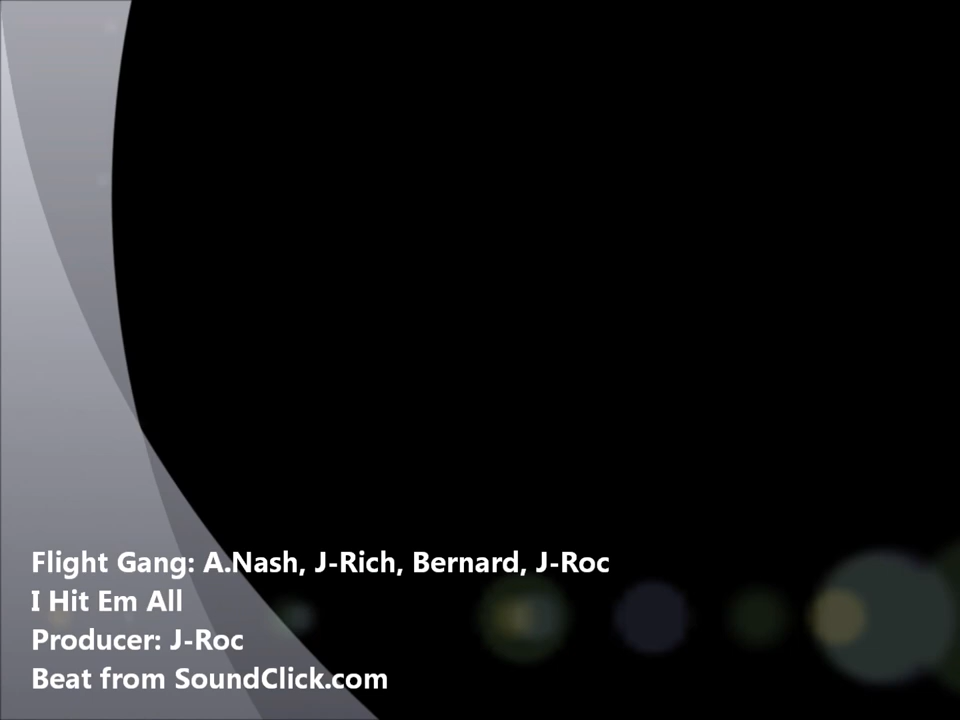 Flight Gang: A.Nash, J-Rich, Bernard, J-Roc
I Hit Em All
Producer: J-Roc
Beat from SoundClick.com